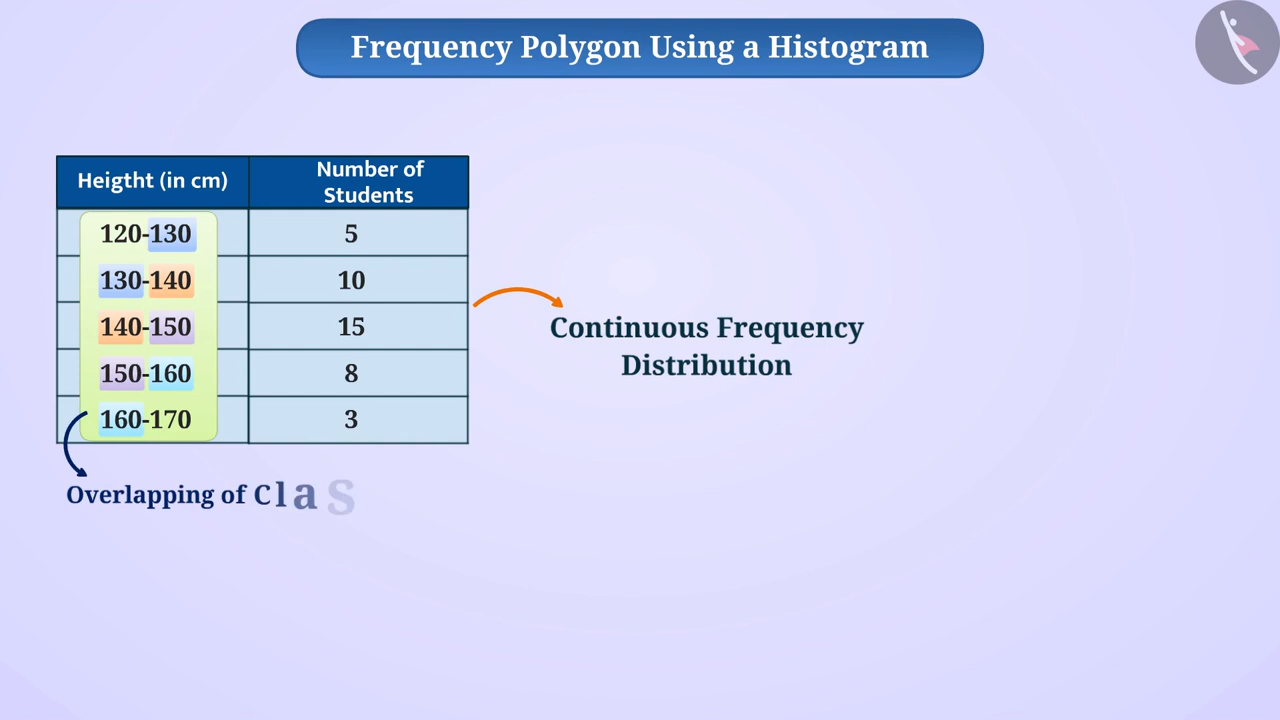 Frequency Polygon Using a Histogram
Heigtht (in cm) Number of Students
120-130 5
130-140 10
140-150 15
150-160 8
160-170 3
Continuous Frequency
Distribution
Overlapping of Clas